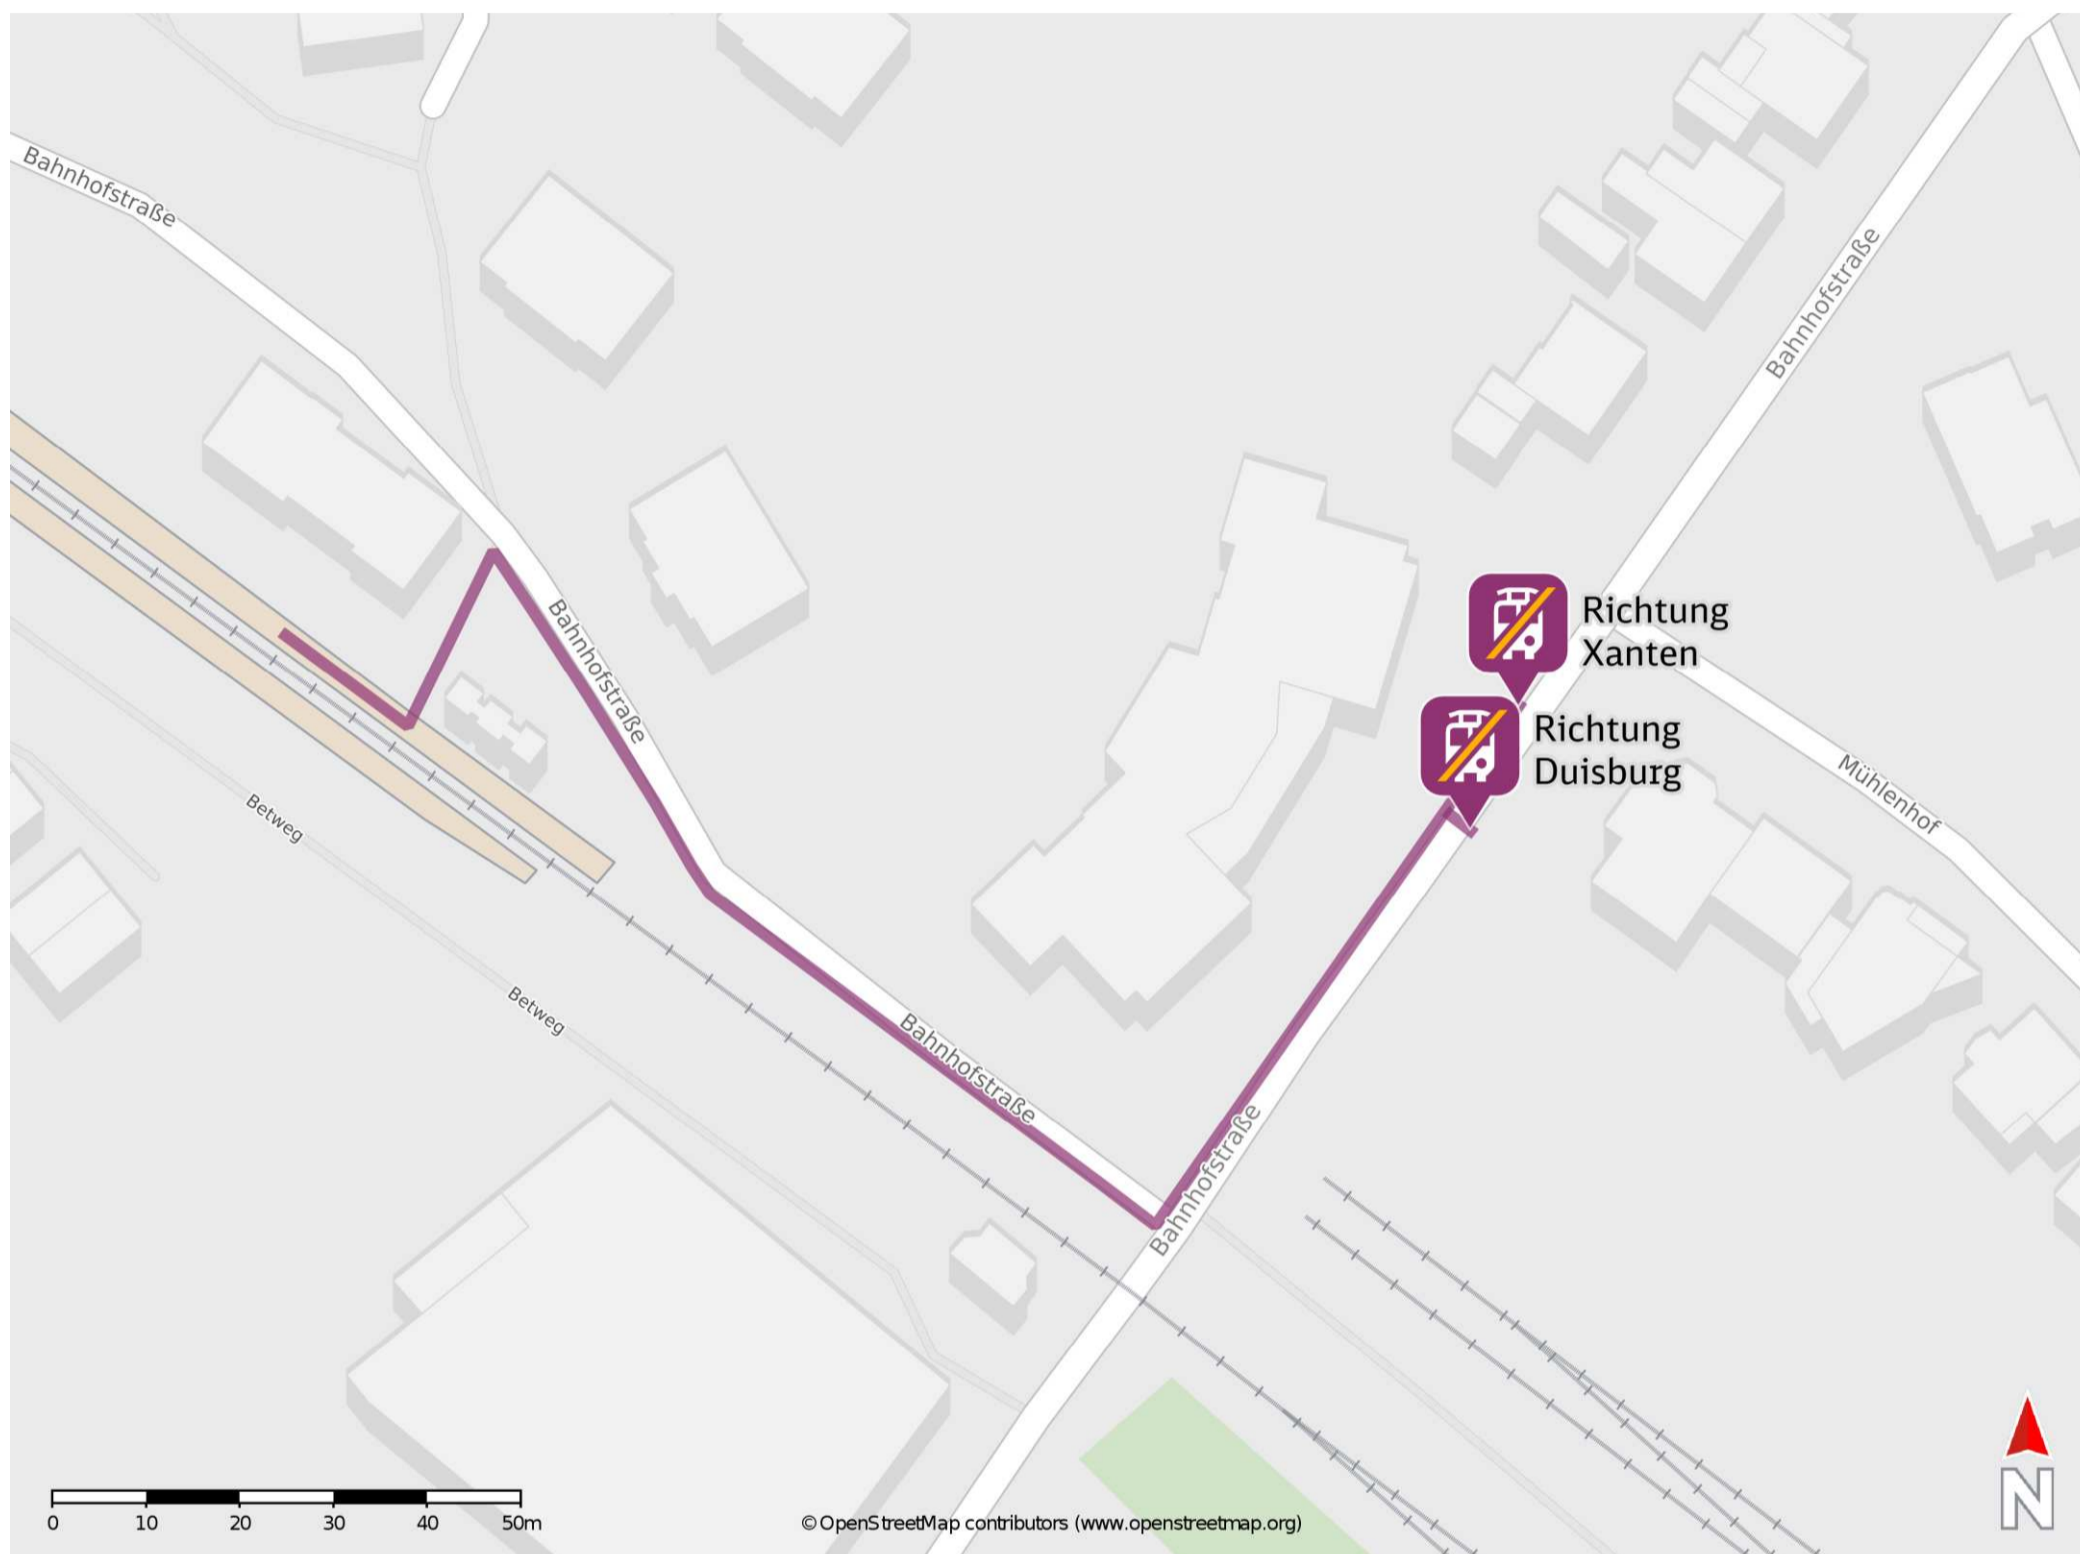 Bahnhofstraße
Bahnhofstraße
Richtung
Xanten
Bahnhofstraße
Richtung
Duisburg
Mühlenhof
Betweg
Betweg
Bahnhofstraße
Bahnhofstraße
0 10 20 30 40 50m
© OpenStreetMap contributors (www.openstreetmap.org)
N